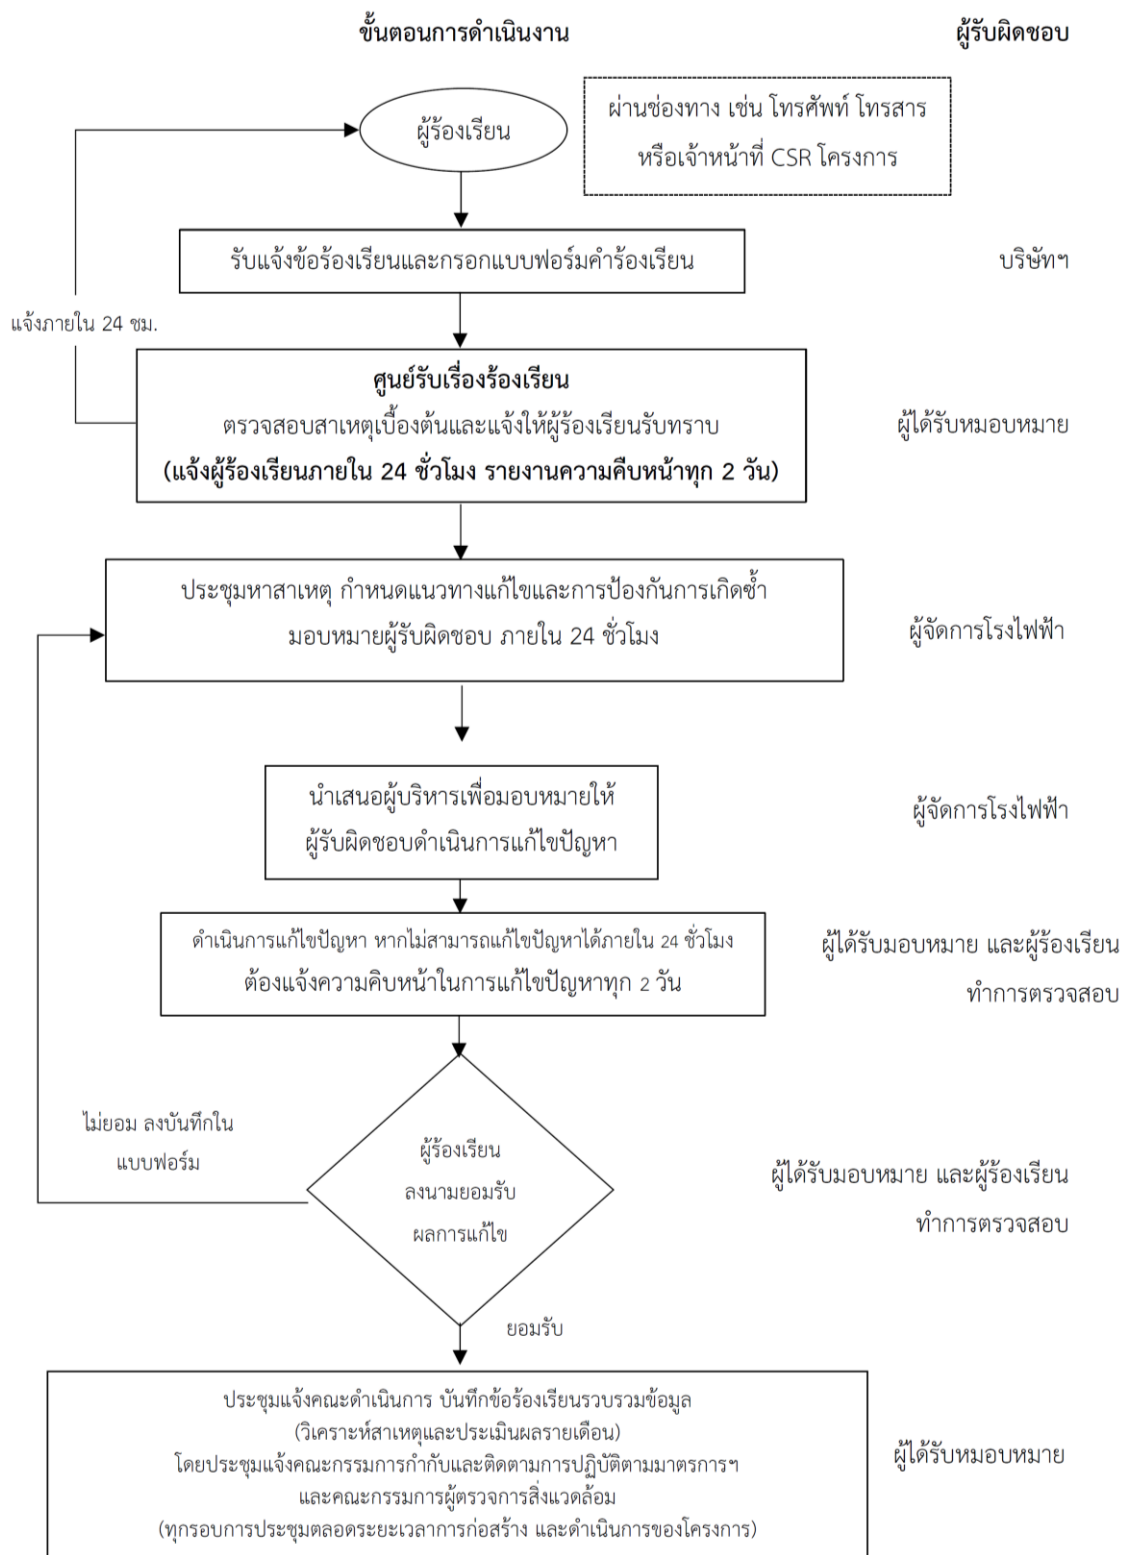 ขั้นตอนการดำเนินงาน
ผู้รับผิดชอบ
ผู้ร้องเรียน
ผ่านช่องทาง เช่น โทรศัพท์ โทรสาร
หรือเจ้าหน้าที่ CSR โครงการ
รับแจ้งข้อร้องเรียนและกรอกแบบฟอร์มคำร้องเรียน
บริษัทฯ
แจ้งภายใน 24 ชม.
ศูนย์รับเรื่องร้องเรียน
ตรวจสอบสาเหตุเบื้องต้นและแจ้งให้ผู้ร้องเรียนรับทราบ
(แจ้งผู้ร้องเรียนภายใน 24 ชั่วโมง รายงานความคืบหน้าทุก 2 วัน)
ผู้ได้รับหมอบหมาย
ประชุมหาสาเหตุ กำหนดแนวทางแก้ไขและการป้องกันการเกิดซ้ำ
มอบหมายผู้รับผิดชอบ ภายใน 24 ชั่วโมง
ผู้จัดการโรงไฟฟ้า
นำเสนอผู้บริหารเพื่อมอบหมายให้
ผู้รับผิดชอบดำเนินการแก้ไขปัญหา
ผู้จัดการโรงไฟฟ้า
ดำเนินการแก้ไขปัญหา หากไม่สามารถแก้ไขปัญหาได้ภายใน 24 ชั่วโมง
ต้องแจ้งความคิบหน้าในการแก้ไขปัญหาทุก 2 วัน
ผู้ได้รับมอบหมาย และผู้ร้องเรียน
ทำการตรวจสอบ
ไม่ยอม ลงบันทึกใน
แบบฟอร์ม
ผู้ร้องเรียน
ลงนามยอมรับ
ผลการแก้ไข
ผู้ได้รับมอบหมาย และผู้ร้องเรียน
ทำการตรวจสอบ
ยอมรับ
ประชุมแจ้งคณะดำเนินการ บันทึกข้อร้องเรียนรวบรวมข้อมูล
(วิเคราะห์สาเหตุและประเมินผลรายเดือน)
โดยประชุมแจ้งคณะกรรมการกำกับและติดตามการปฏิบัติตามมาตรการฯ
และคณะกรรมการผู้ตรวจการสิ่งแวดล้อม
(ทุกรอบการประชุมตลอดระยะเวลาการก่อสร้าง และดำเนินการของโครงการ)
ผู้ได้รับหมอบหมาย